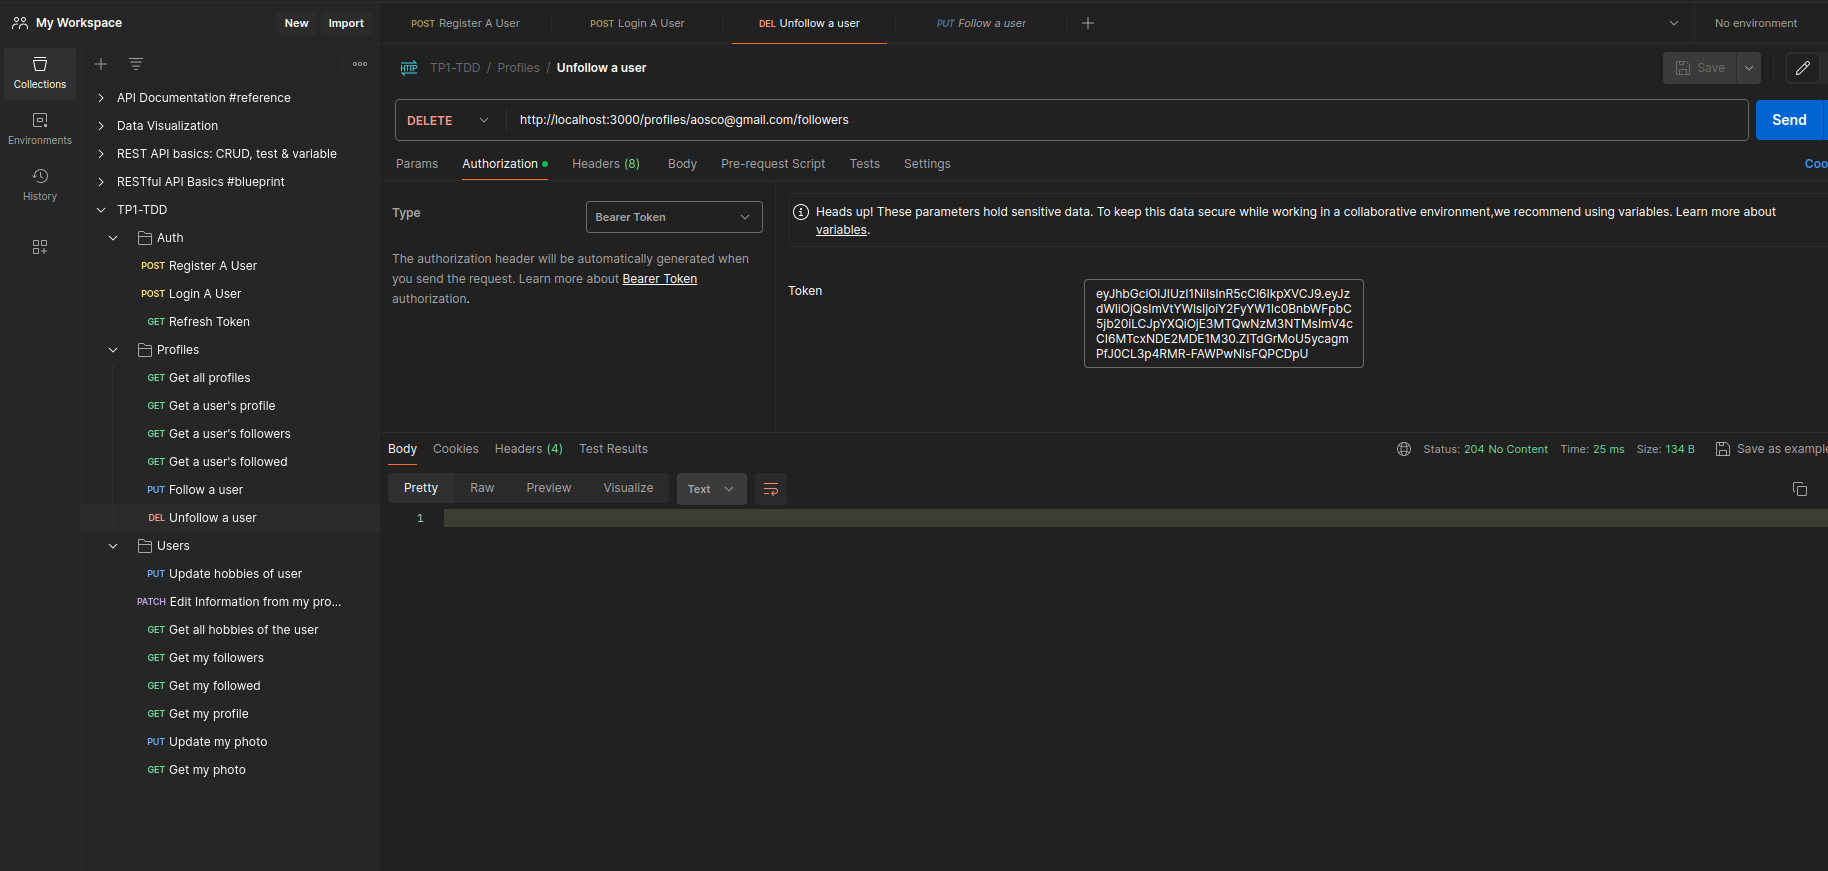 My Workspace
New
Import
POST Register A User
POST Login A User
DEL Unfollow a user
PUT Follow a user
No environment
Collections
Environments
History
API Documentation #reference
Data Visualization
REST API basics: CRUD, test & variable
RESTful API Basics #blueprint
TP1-TDD
Auth
POST Register A User
POST Login A User
GET Refresh Token
Profiles
GET Get all profiles
GET Get a user's profile
GET Get a user's followers
GET Get a user's followed
PUT Follow a user
DEL Unfollow a user
Users
PUT Update hobbies of user
PATCH Edit Information from my pro...
GET Get all hobbies of the user
GET Get my followers
GET Get my followed
GET Get my profile
PUT Update my photo
GET Get my photo
HTTP TP1-TDD / Profiles / Unfollow a user
Save
DELETE http://localhost:3000/profiles/aosco@gmail.com/followers
Send
Params Authorization Headers (8) Body Pre-request Script Tests Settings
Coo
Type
Bearer Token
The authorization header will be automatically generated when
you send the request. Learn more about Bearer Token
authorization.
Heads up! These parameters hold sensitive data. To keep this data secure while working in a collaborative environment,we recommend using variables. Learn more about
variables.
Token
eyJhbGciOiJIUzI1NiIsInR5cCI6IkpXVCJ9.eyJz
dWIiOjQsImVtYWlsIjoiY2FyYW1lc0BnbWFpbC
5jb20iLCJpYXQiOjE3MTQwNzM3NTMsImV4c
CI6MTcxNDE2MDE1M30.ZITdGrMoU5ycagm
PfJ0CL3p4RMR-FAWPwNlsFQPCDpU
Body Cookies Headers (4) Test Results
Status: 204 No Content Time: 25 ms Size: 134 B
Save as example
Pretty Raw Preview Visualize Text
1